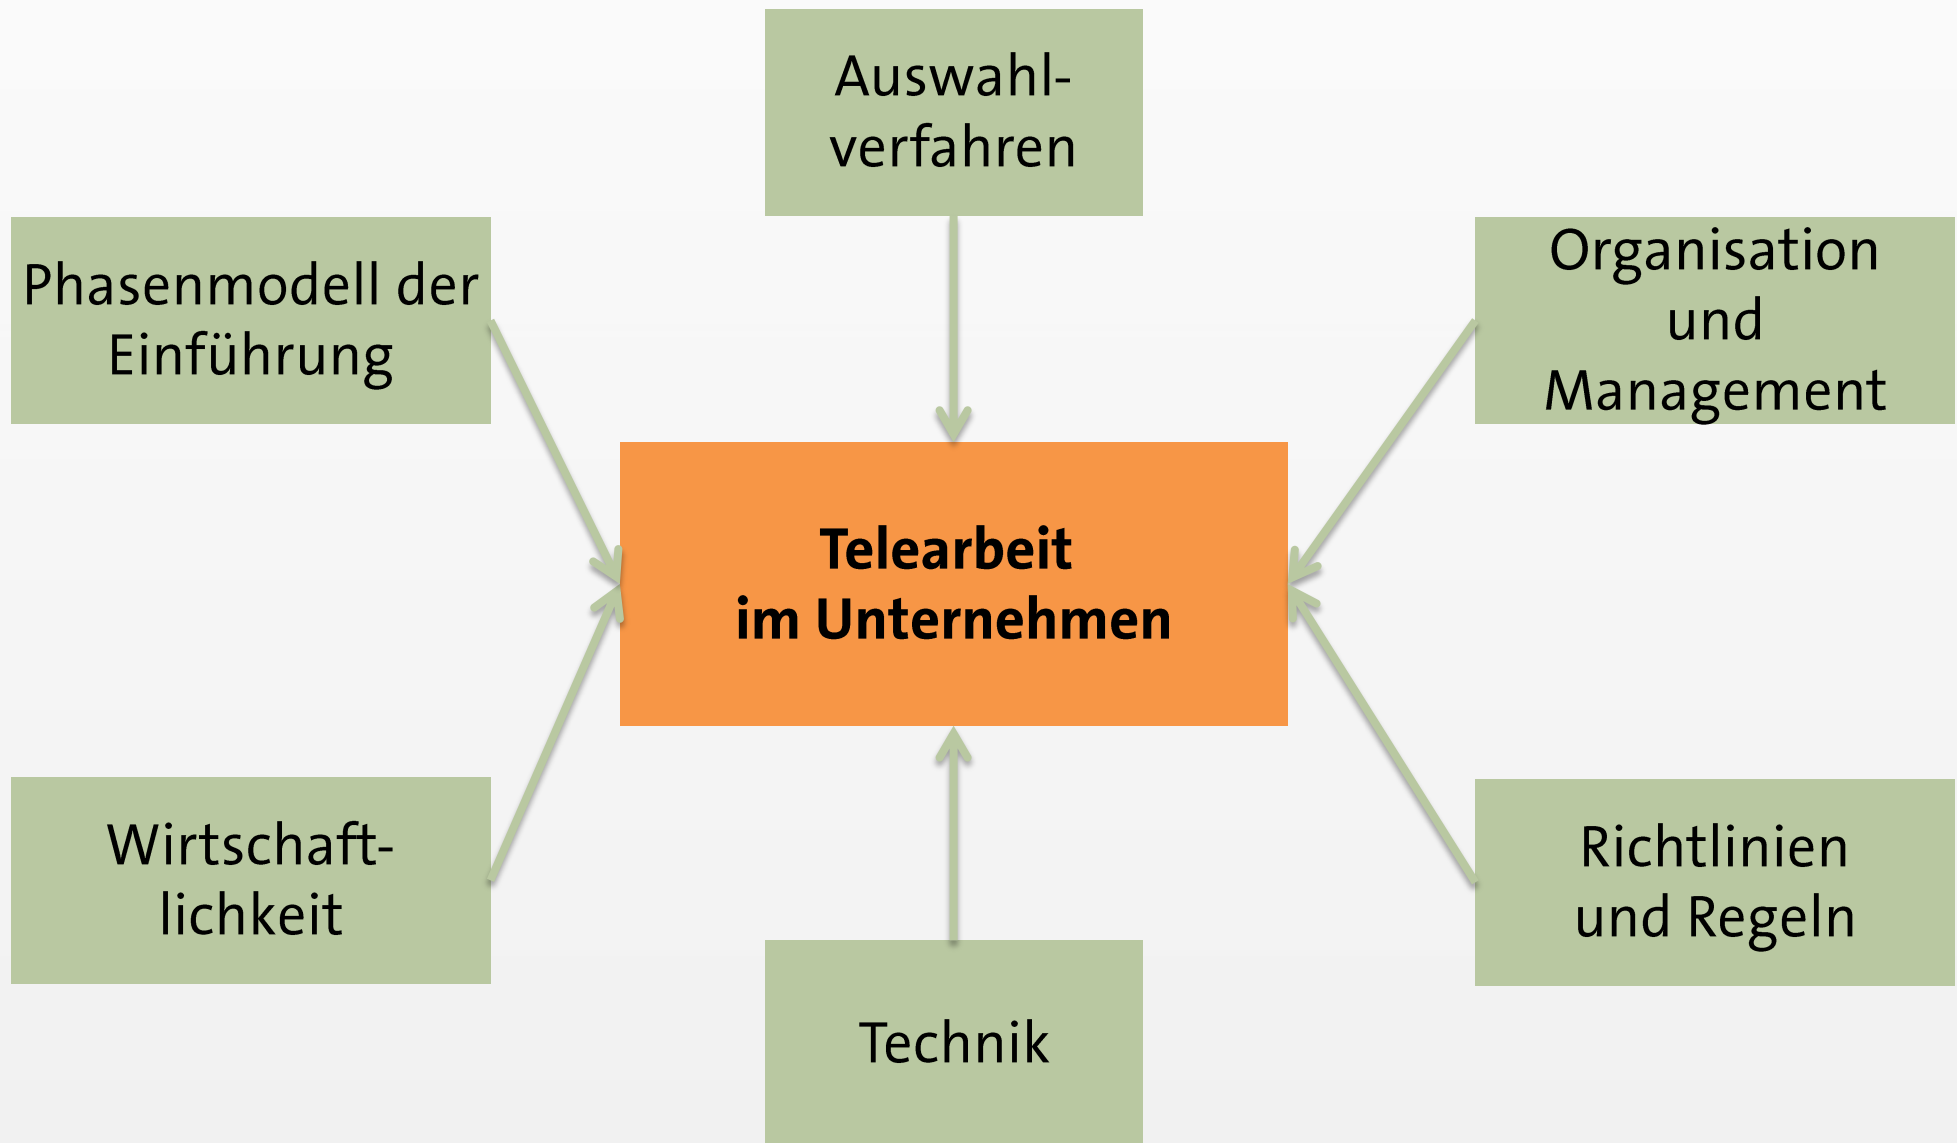 Auswahl-
verfahren
Phasenmodell der
Einführung
Organisation
und
Management
Telearbeit
im Unternehmen
Wirtschaft-
lichkeit
Richtlinien
und Regeln
Technik